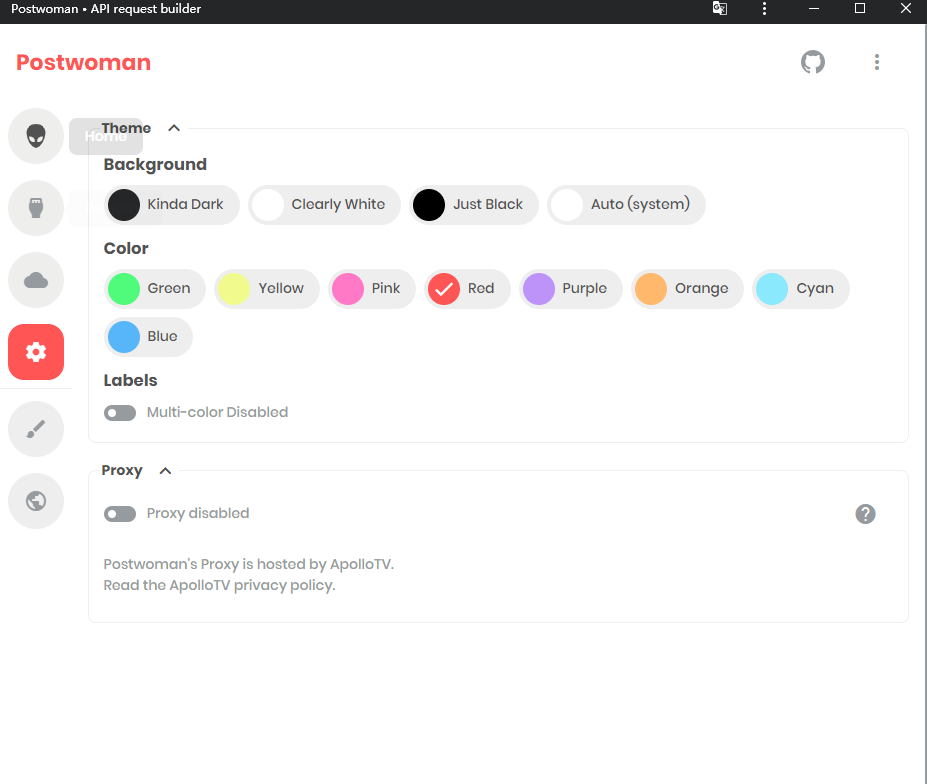 Postwoman • API request builder
Postwoman
Home
Theme
Background
Kinda Dark Clearly White Just Black Auto (system)
Color
Green Yellow Pink Red Purple Orange Cyan
Blue
Labels
Multi-color Disabled
Proxy
Proxy disabled
Postwoman's Proxy is hosted by ApolloTV.
Read the ApolloTV privacy policy.